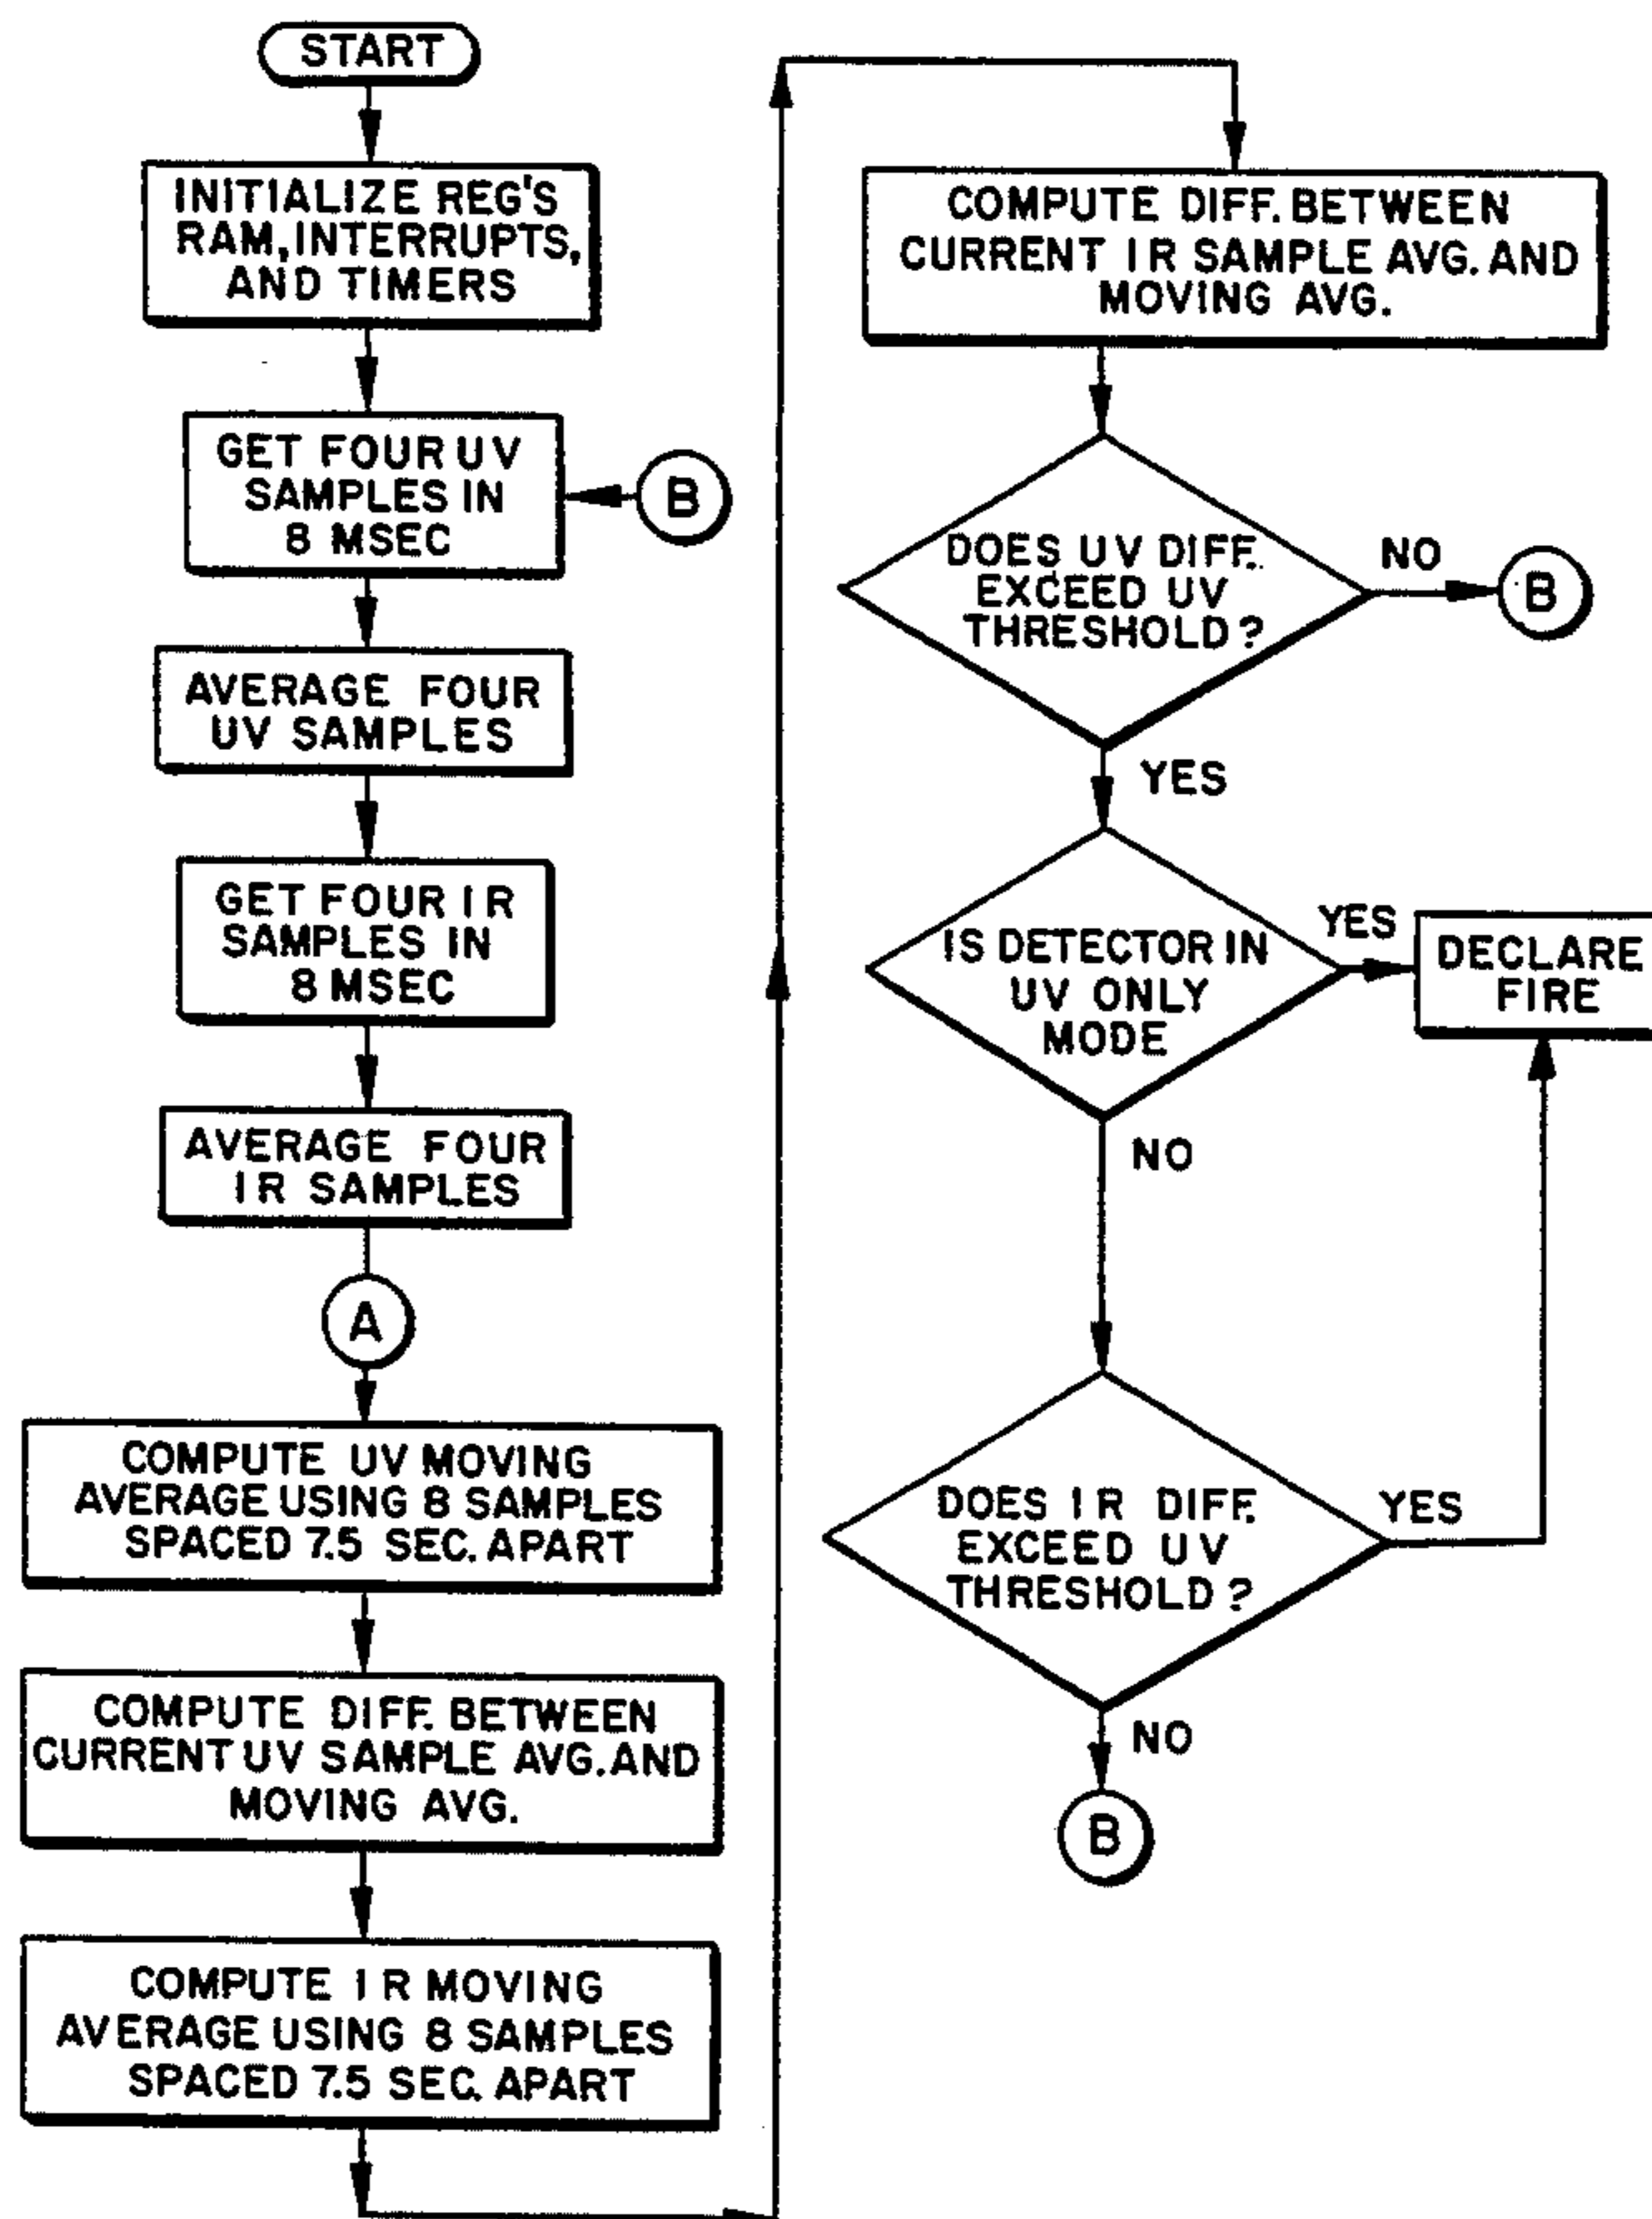 START
INITIALIZE REG'S
RAM, INTERRUPTS,
AND TIMERS
GET FOUR UV
SAMPLES IN
8 MSEC
B
AVERAGE FOUR
UV SAMPLES
GET FOUR IR
SAMPLES IN
8 MSEC
AVERAGE FOUR
IR SAMPLES
A
COMPUTE UV MOVING
AVERAGE USING 8 SAMPLES
SPACED 7.5 SEC. APART
COMPUTE DIFF. BETWEEN
CURRENT UV SAMPLE AVG. AND
MOVING AVG.
COMPUTE IR MOVING
AVERAGE USING 8 SAMPLES
SPACED 7.5 SEC. APART
COMPUTE DIFF. BETWEEN
CURRENT IR SAMPLE AVG. AND
MOVING AVG.
DOES UV DIFF.
EXCEED UV
THRESHOLD?
NO
B
YES
IS DETECTOR IN
UV ONLY
MODE
YES
DECLARE
FIRE
NO
DOES IR DIFF.
EXCEED UV
THRESHOLD?
YES
NO
B